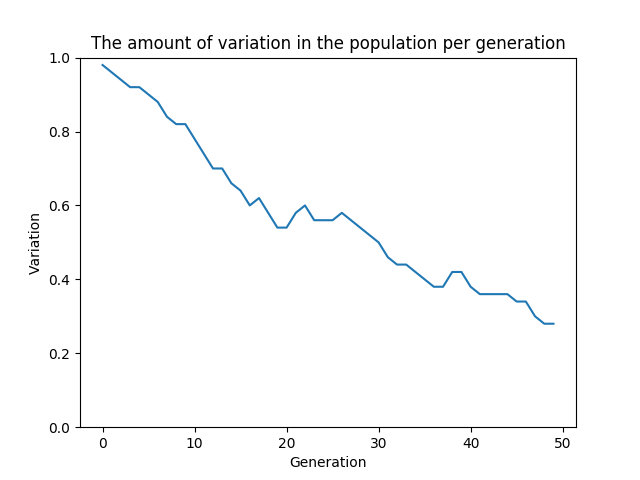 The amount of variation in the population per generation
1.0
0.8
0.6
0.4
0.2
0.0
Variation
0 10 20 30 40 50
Generation